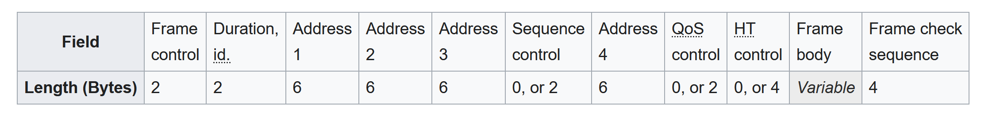 Field Frame control Duration, id. Address 1 Address 2 Address 3 Sequence control Address 4 QoS control HT control Frame body Frame check sequence
Length (Bytes) 2 2 6 6 6 0, or 2 6 0, or 2 0, or 4 Variable 4